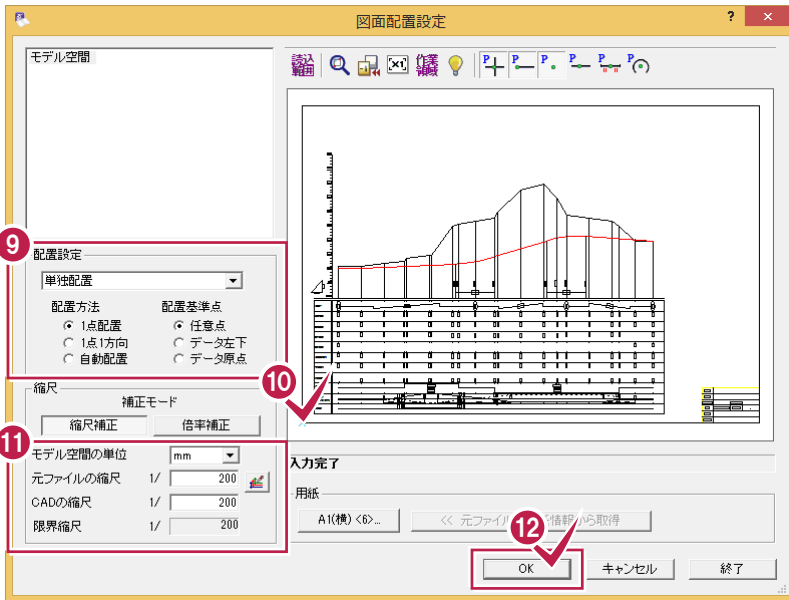 図面配置設定
?
×
モデル空間
読込範囲
作業領域
P
P
P
P
P
P
9
配置設定
単独配置
配置方法 配置基準点
1点配置 任意点
1点1方向 データ左下
自動配置 データ原点
10
縮尺
補正モード
縮尺補正 倍率補正
11
モデル空間の単位 mm
元ファイルの縮尺 1/ 200
CADの縮尺 1/ 200
限界縮尺 1/ 200
入力完了
用紙
A1(横) <6>...
<< 元ファイル 情報から取得
12
OK
キャンセル
終了